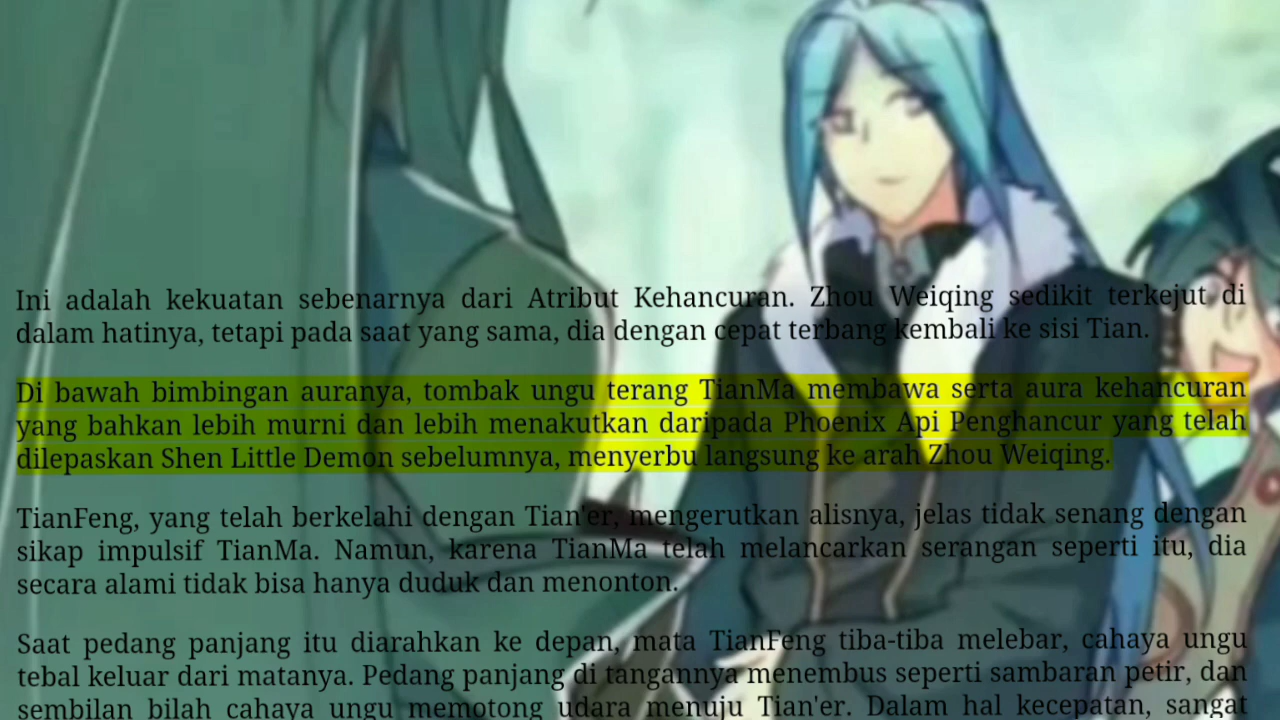 Ini adalah kekuatan sebenarnya dari Atribut Kehancuran. Zhou Weiqing sedikit terkejut di
dalam hatinya, tetapi pada saat yang sama, dia dengan cepat terbang kembali ke sisi Tian.
Di bawah bimbingan auranya, tombak ungu terang TianMa membawa serta aura kehancuran
yang bahkan lebih murni dan lebih menakutkan daripada Phoenix Api Penghancur yang telah
dilepaskan Shen Little Demon sebelumnya, menyerbu langsung ke arah Zhou Weiqing.
TianFeng, yang telah berkelahi dengan Tian'er, mengerutkan alisnya, jelas tidak senang dengan
sikap impulsif TianMa. Namun, karena TianMa telah melancarkan serangan seperti itu, dia
secara alami tidak bisa hanya duduk dan menonton.
Saat pedang panjang itu diarahkan ke depan, mata TianFeng tiba-tiba melebar, cahaya ungu
tebal keluar dari matanya. Pedang panjang di tangannya menembus seperti sambaran petir, dan
sembilan bilah cahaya ungu memotong udara menuju Tian'er. Dalam hal kecepatan, sangat